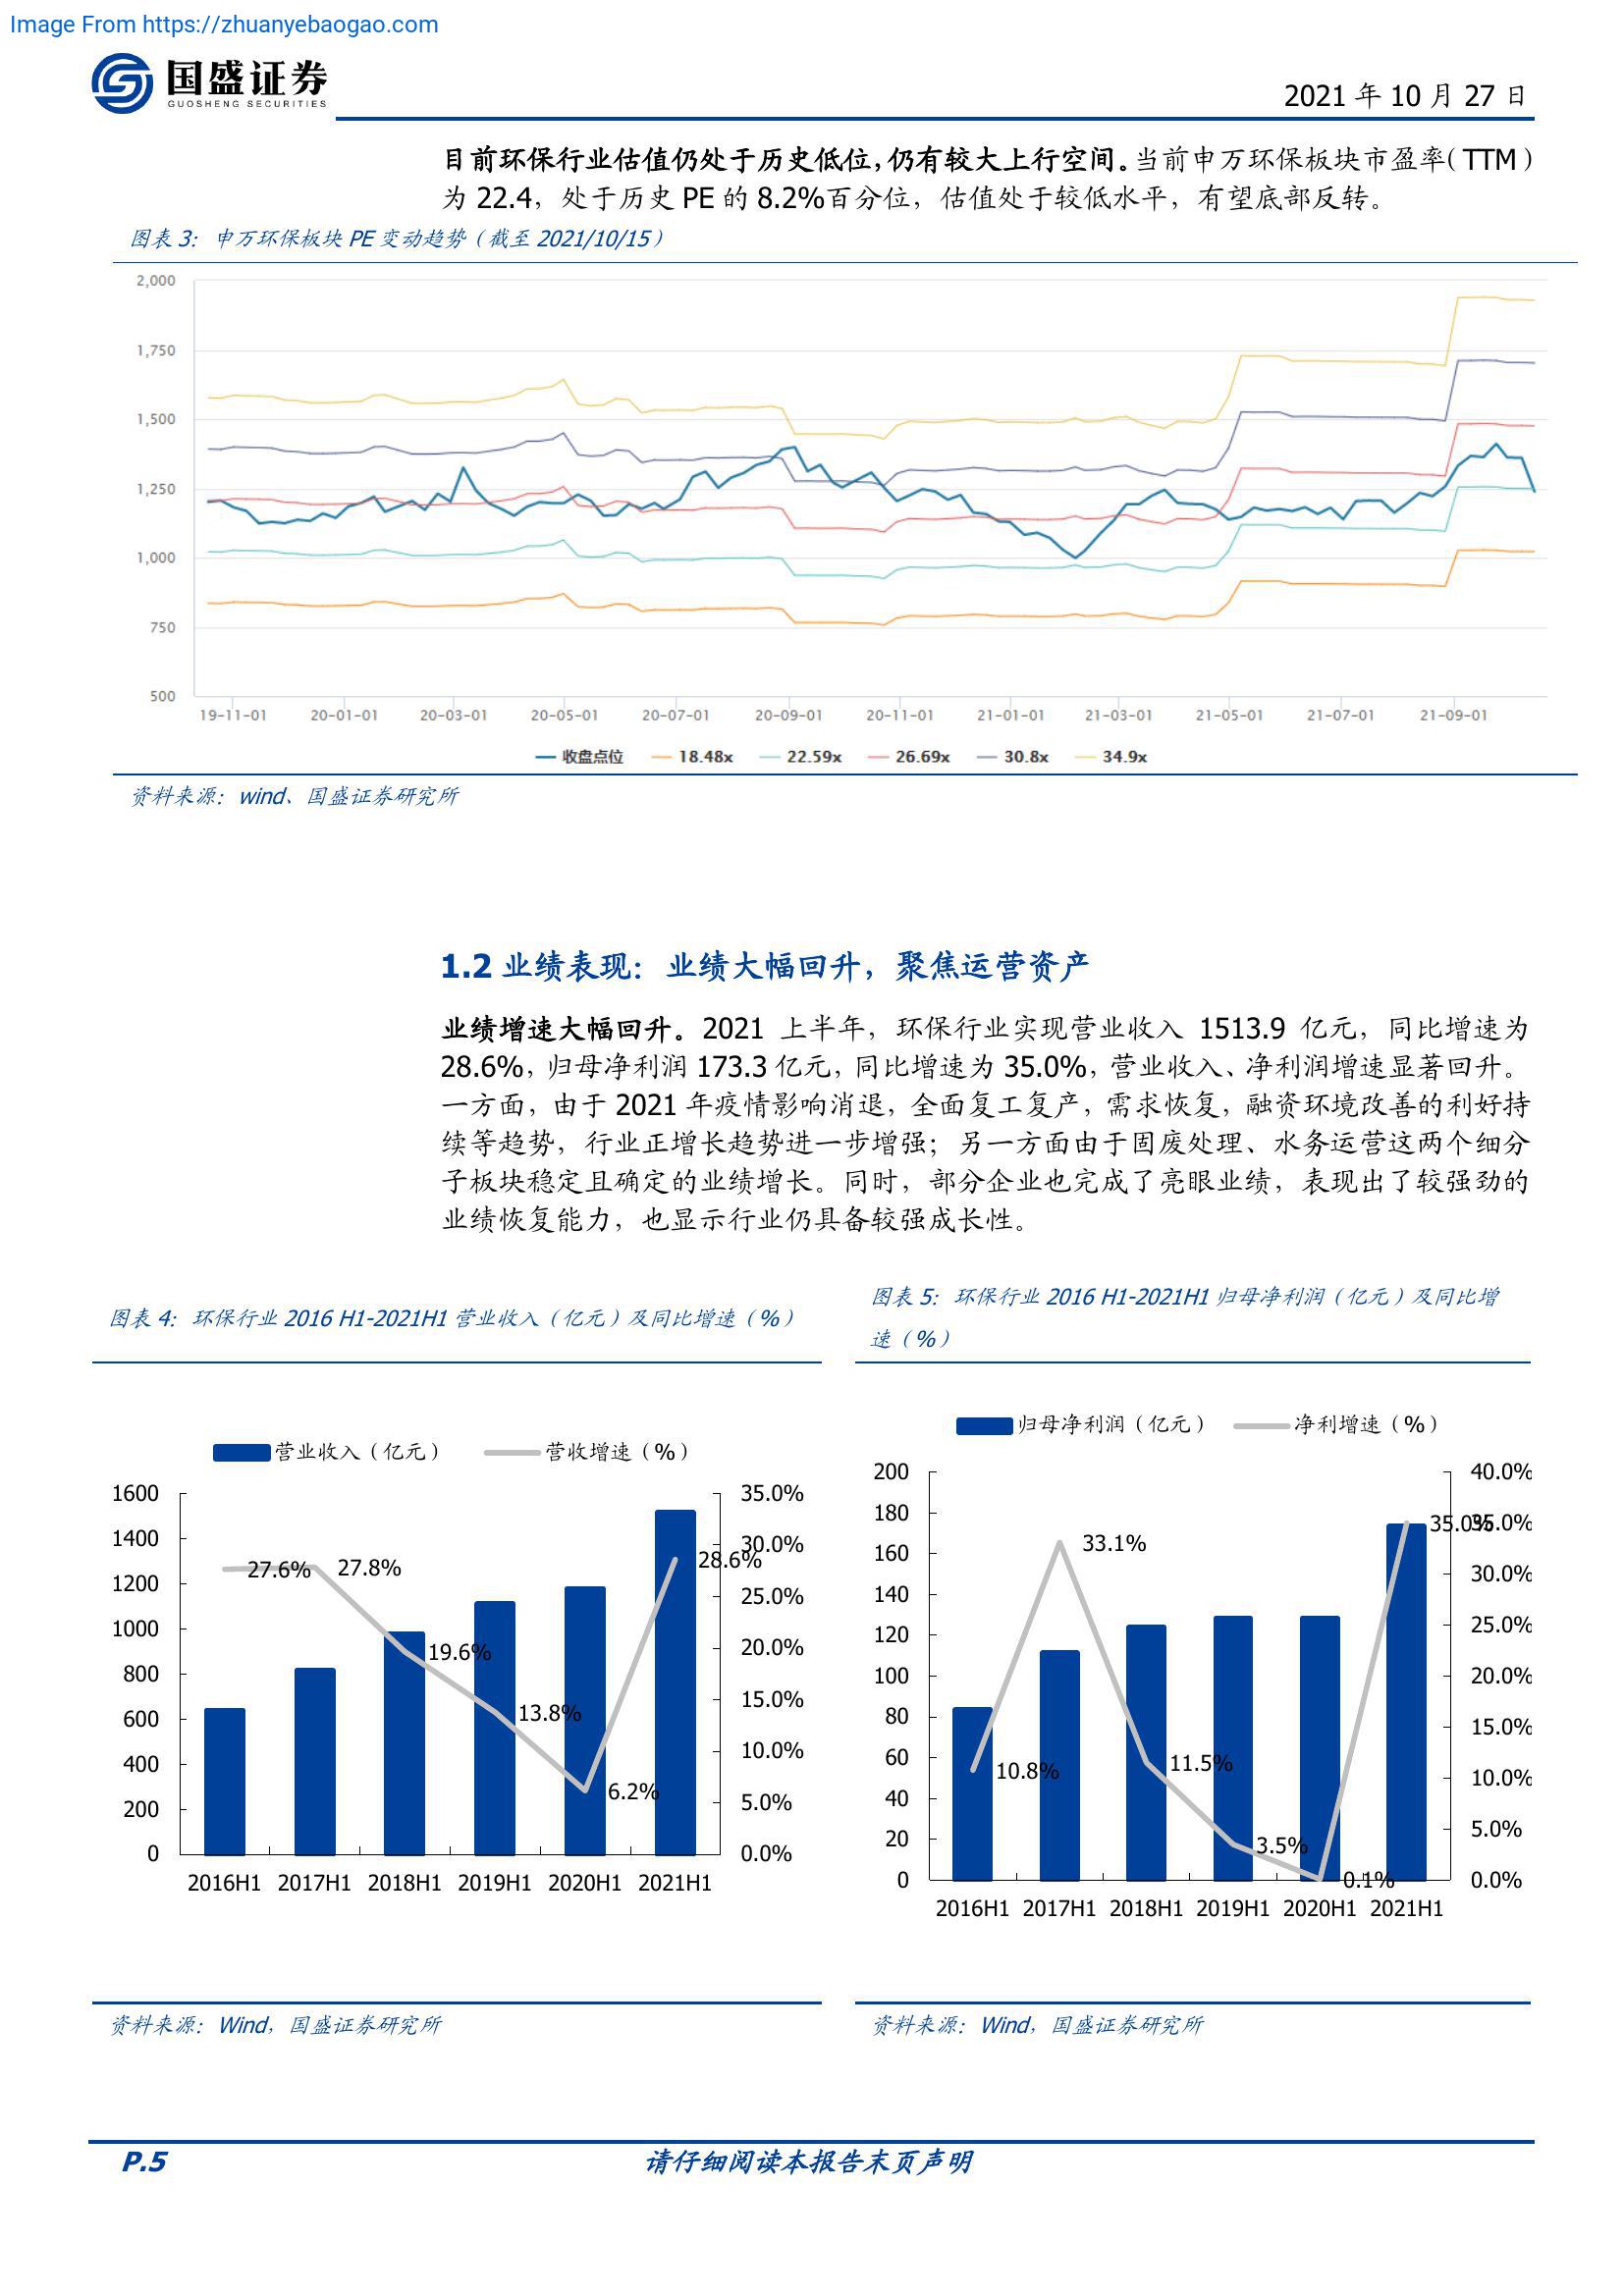 Image From https://zhuanyebaogao.com
国盛证券
GUOSHENG SECURITIES
2021 年 10 月 27 日
目前环保行业估值仍处于历史低位,仍有较大上行空间。当前申万环保板块市盈率(TTM)
为 22.4，处于历史 PE 的 8.2%百分位，估值处于较低水平，有望底部反转。
图表 3：申万环保板块 PE 变动趋势（截至 2021/10/15）
2,000
1,750
1,500
1,250
1,000
750
500
19-11-01 20-01-01 20-03-01 20-05-01 20-07-01 20-09-01 20-11-01 21-01-01 21-03-01 21-05-01 21-07-01 21-09-01
收盘点位 18.48x 22.59x 26.69x 30.8x 34.9x
资料来源：wind、国盛证券研究所
1.2 业绩表现：业绩大幅回升，聚焦运营资产
业绩增速大幅回升。2021 上半年，环保行业实现营业收入 1513.9 亿元，同比增速为
28.6%，归母净利润 173.3 亿元，同比增速为 35.0%，营业收入、净利润增速显著回升。
一方面，由于 2021 年疫情影响消退，全面复工复产，需求恢复，融资环境改善的利好持
续等趋势，行业正增长趋势进一步增强；另一方面由于固废处理、水务运营这两个细分
子板块稳定且确定的业绩增长。同时，部分企业也完成了亮眼业绩，表现出了较强劲的
业绩恢复能力，也显示行业仍具备较强成长性。
图表 4：环保行业 2016 H1-2021H1 营业收入（亿元）及同比增速（%）
营业收入（亿元） 营收增速（%）
1600
1400
1200
1000
800
600
400
200
0
35.0%
30.0%
25.0%
20.0%
15.0%
10.0%
5.0%
0.0%
27.6% 27.8% 19.6% 13.8% 6.2% 28.6%
2016H1 2017H1 2018H1 2019H1 2020H1 2021H1
资料来源：Wind，国盛证券研究所
图表 5：环保行业 2016 H1-2021H1 归母净利润（亿元）及同比增
速（%）
归母净利润（亿元） 净利增速（%）
200
180
160
140
120
100
80
60
40
20
0
40.0%
35.0%
30.0%
25.0%
20.0%
15.0%
10.0%
5.0%
0.0%
10.8% 33.1% 11.5% 3.5% 0.1% 35.0%
2016H1 2017H1 2018H1 2019H1 2020H1 2021H1
资料来源：Wind，国盛证券研究所
P.5
请仔细阅读本报告末页声明